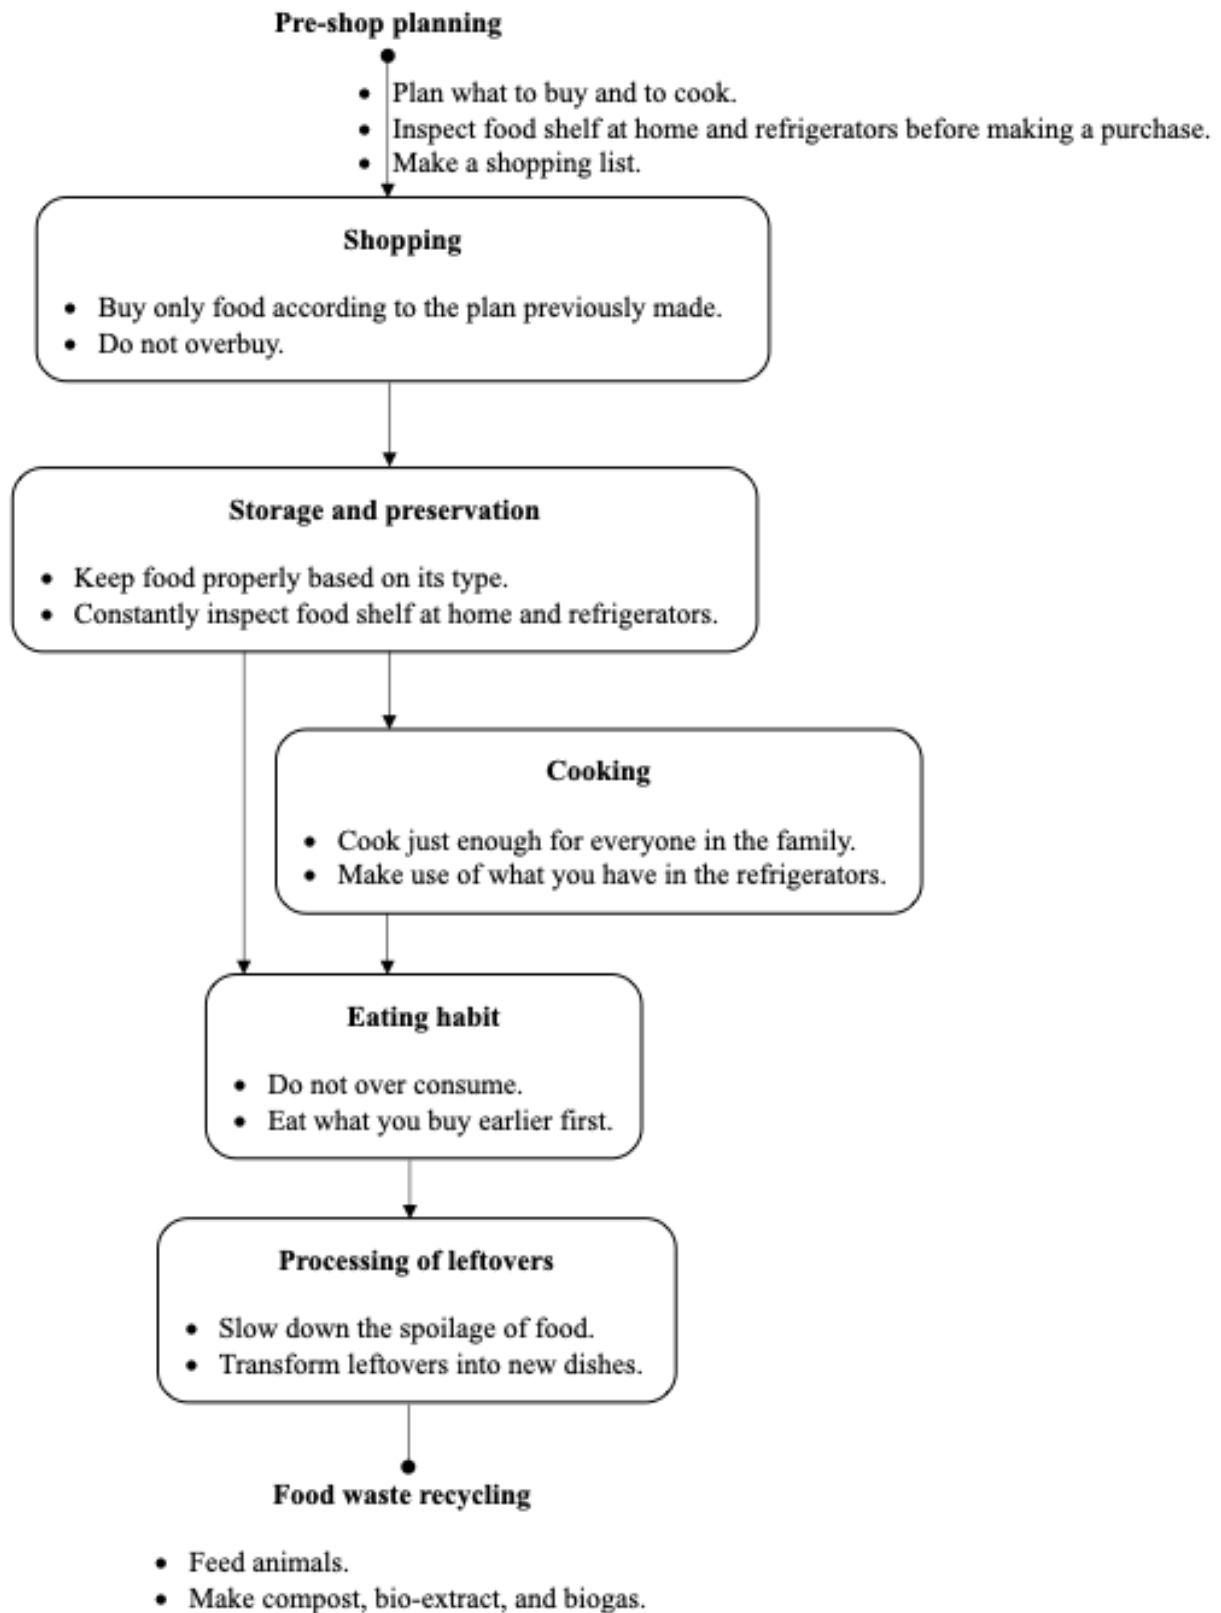 Pre-shop planning
• Plan what to buy and to cook.
• Inspect food shelf at home and refrigerators before making a purchase.
• Make a shopping list.
Shopping
• Buy only food according to the plan previously made.
• Do not overbuy.
Storage and preservation
• Keep food properly based on its type.
• Constantly inspect food shelf at home and refrigerators.
Cooking
• Cook just enough for everyone in the family.
• Make use of what you have in the refrigerators.
Eating habit
• Do not over consume.
• Eat what you buy earlier first.
Processing of leftovers
• Slow down the spoilage of food.
• Transform leftovers into new dishes.
Food waste recycling
• Feed animals.
• Make compost, bio-extract, and biogas.